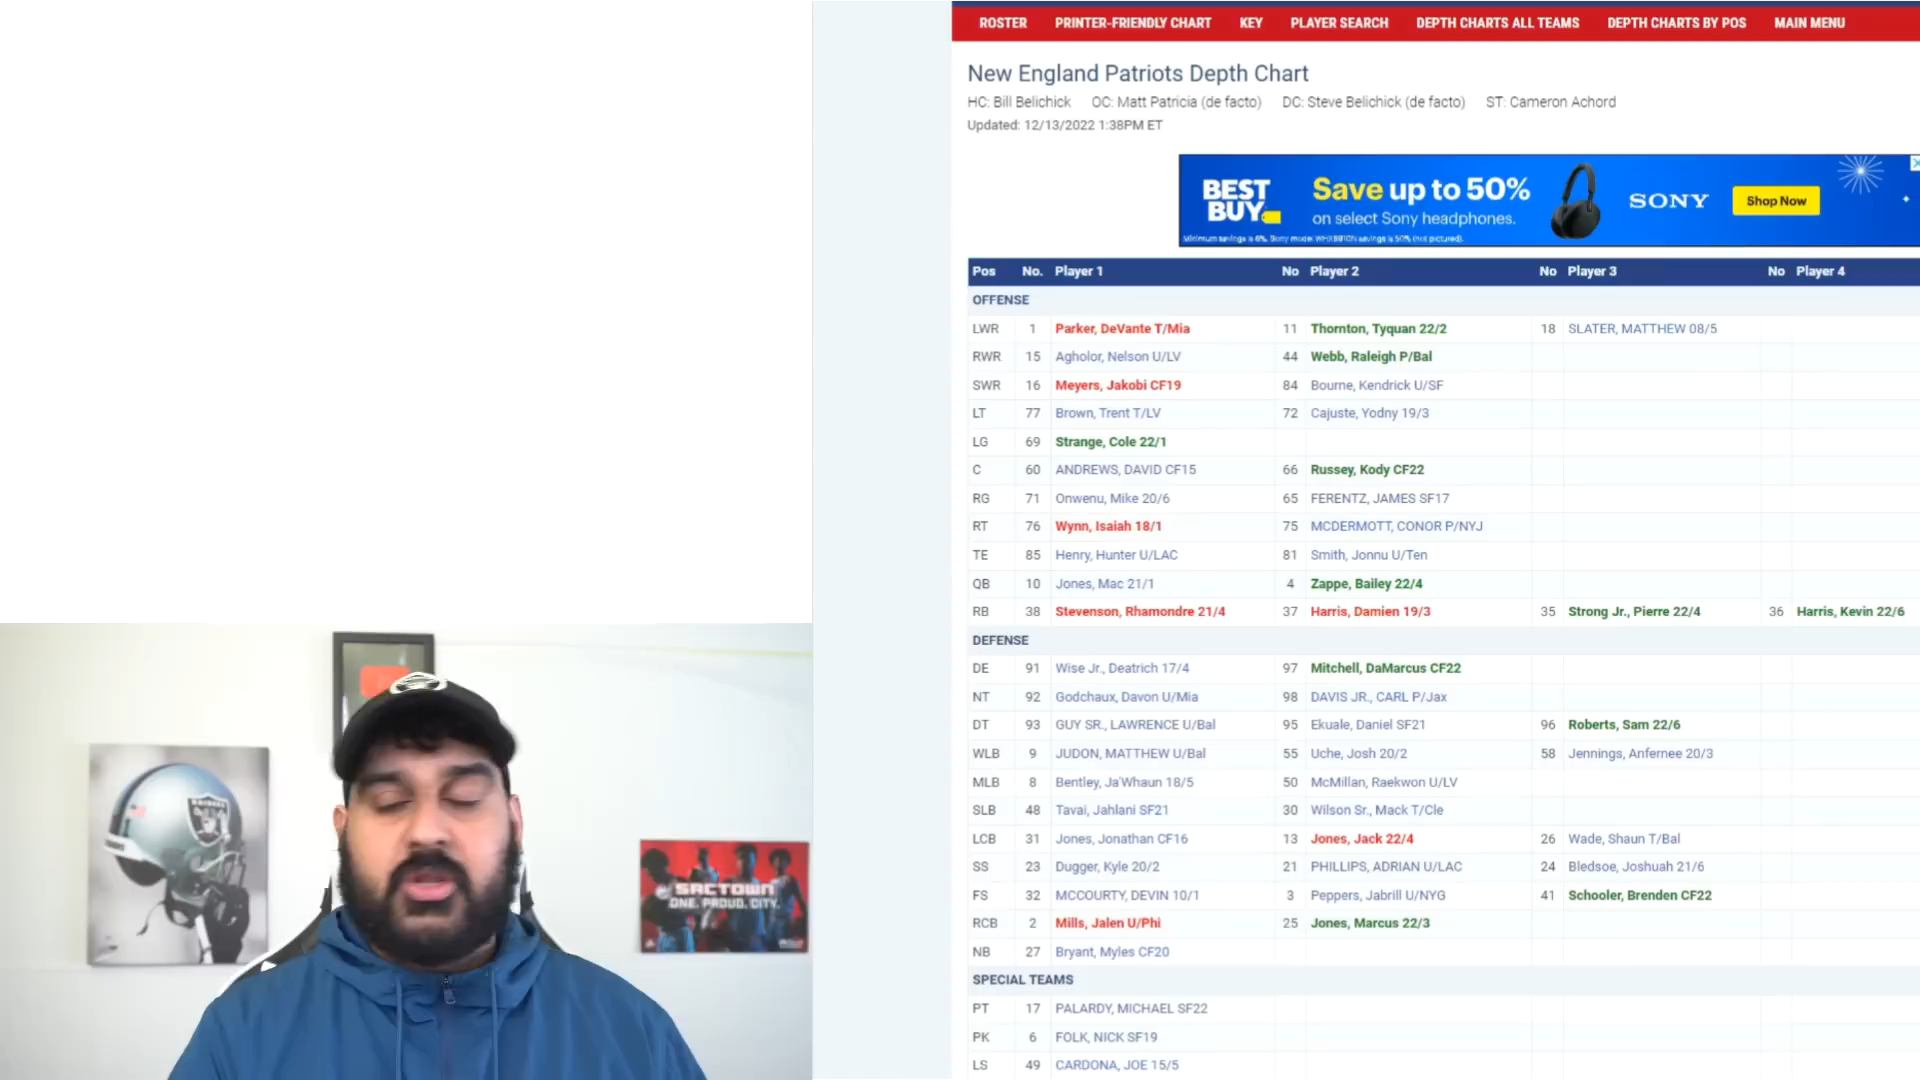 ROSTER PRINTER-FRIENDLY CHART KEY PLAYER SEARCH DEPTH CHARTS ALL TEAMS DEPTH CHARTS BY POS MAIN MENU
New England Patriots Depth Chart
HC: Bill Belichick OC: Matt Patricia (de facto) DC: Steve Belichick (de facto) ST: Cameron Achord
Updated: 12/13/2022 1:38PM ET
BEST BUY
Save up to 50%
on select Sony headphones.
SONY
Shop Now
Pos No. Player 1 No Player 2 No Player 3 No Player 4
OFFENSE
LWR 1 Parker, DeVante T/Mia 11 Thornton, Tyquan 22/2 18 SLATER, MATTHEW 08/5
RWR 15 Agholor, Nelson U/LV 44 Webb, Raleigh P/Bal
SWR 16 Meyers, Jakobi CF19 84 Bourne, Kendrick U/SF
LT 77 Brown, Trent T/LV 72 Cajuste, Yodny 19/3
LG 69 Strange, Cole 22/1
C 60 ANDREWS, DAVID CF15 66 Russey, Kody CF22
RG 71 Onwenu, Mike 20/6 65 FERENTZ, JAMES SF17
RT 76 Wynn, Isaiah 18/1 75 MCDERMOTT, CONOR P/NYJ
TE 85 Henry, Hunter U/LAC 81 Smith, Jonnu U/Ten
QB 10 Jones, Mac 21/1 4 Zappe, Bailey 22/4
RB 38 Stevenson, Rhamondre 21/4 37 Harris, Damien 19/3 35 Strong Jr., Pierre 22/4 36 Harris, Kevin 22/6
DEFENSE
DE 91 Wise Jr., Deatrich 17/4 97 Mitchell, DaMarcus CF22
NT 92 Godchaux, Davon U/Mia 98 DAVIS JR., CARL P/Jax
DT 93 GUY SR., LAWRENCE U/Bal 95 Ekuale, Daniel SF21 96 Roberts, Sam 22/6
WLB 9 JUDON, MATTHEW U/Bal 55 Uche, Josh 20/2 58 Jennings, Anfernee 20/3
MLB 8 Bentley, Ja'Whaun 18/5 50 McMillan, Raekwon U/LV
SLB 48 Tavai, Jahlani SF21 30 Wilson Sr., Mack T/Cle
LCB 31 Jones, Jonathan CF16 13 Jones, Jack 22/4 26 Wade, Shaun T/Bal
SS 23 Dugger, Kyle 20/2 21 PHILLIPS, ADRIAN U/LAC 24 Bledsoe, Joshuah 21/6
FS 32 MCCOURTY, DEVIN 10/1 3 Peppers, Jabrill U/NYG 41 Schooler, Brenden CF22
RCB 2 Mills, Jalen U/Phi 25 Jones, Marcus 22/3
NB 27 Bryant, Myles CF20
SPECIAL TEAMS
PT 17 PALARDY, MICHAEL SF22
PK 6 FOLK, NICK SF19
LS 49 CARDONA, JOE 15/5
RAIDERS
SACTOWN
ONE. PROUD. CITY.